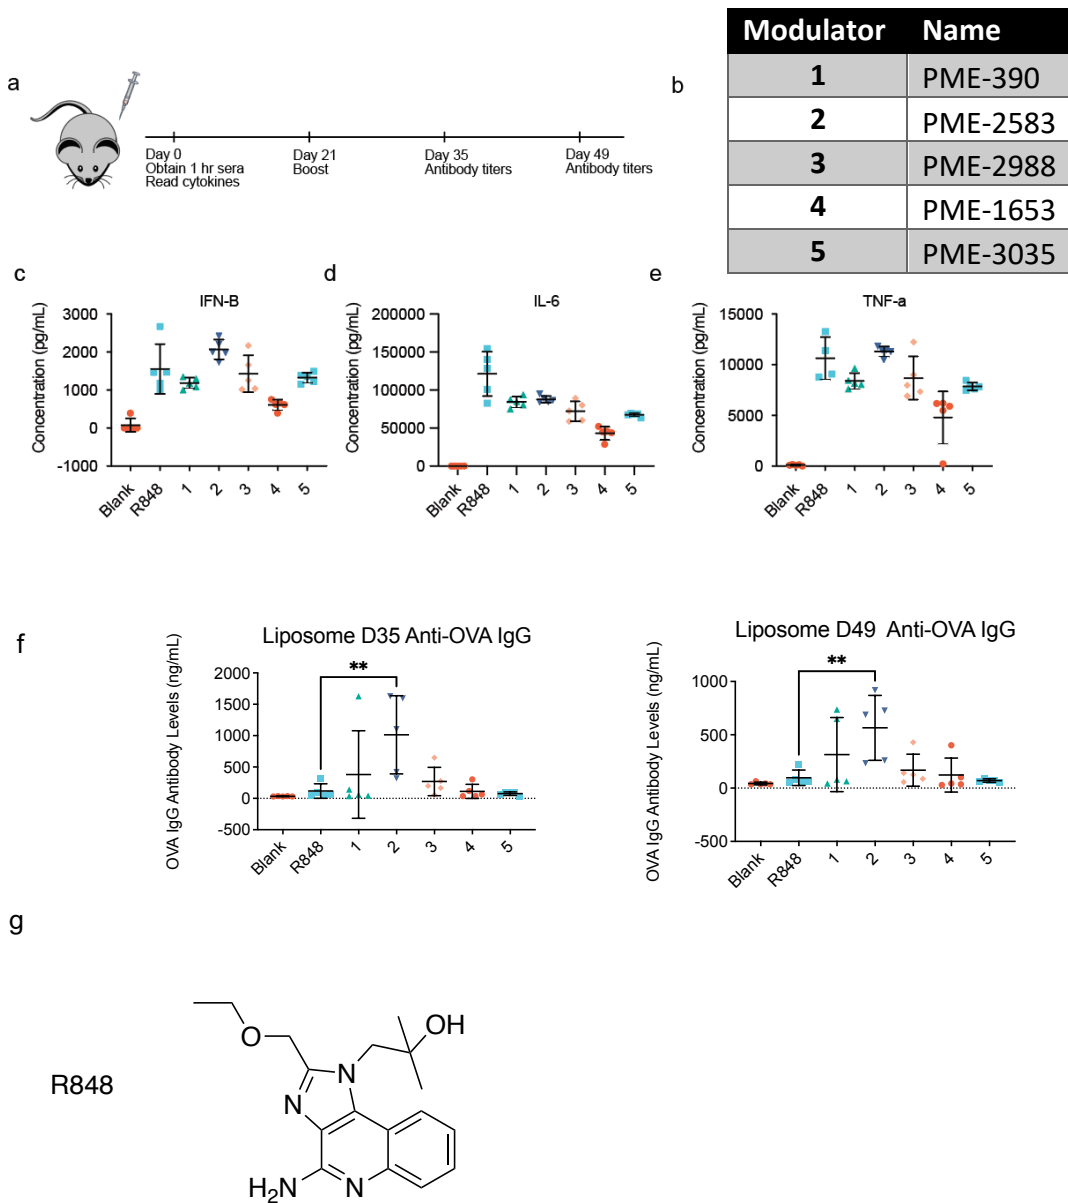 a
Day 0
Obtain 1 hr sera
Read cytokines
Day 21
Boost
Day 35
Antibody titers
Day 49
Antibody titers
b
Modulator Name
1 PME-390
2 PME-2583
3 PME-2988
4 PME-1653
5 PME-3035
c
IFN-B
Concentration (pg/mL)
3000
2000
1000
0
-1000
Blank R848 1 2 3 4 5
d
IL-6
Concentration (pg/mL)
200000
150000
100000
50000
0
Blank R848 1 2 3 4 5
e
TNF-a
Concentration (pg/mL)
15000
10000
5000
0
Blank R848 1 2 3 4 5
f
Liposome D35 Anti-OVA IgG
OVA IgG Antibody Levels (ng/mL)
**
2000
1500
1000
500
0
-500
Blank R848 1 2 3 4 5
Liposome D49 Anti-OVA IgG
OVA IgG Antibody Levels (ng/mL)
**
1000
500
0
-500
Blank R848 1 2 3 4 5
g
R848
O
OH
N
N
H2N
N